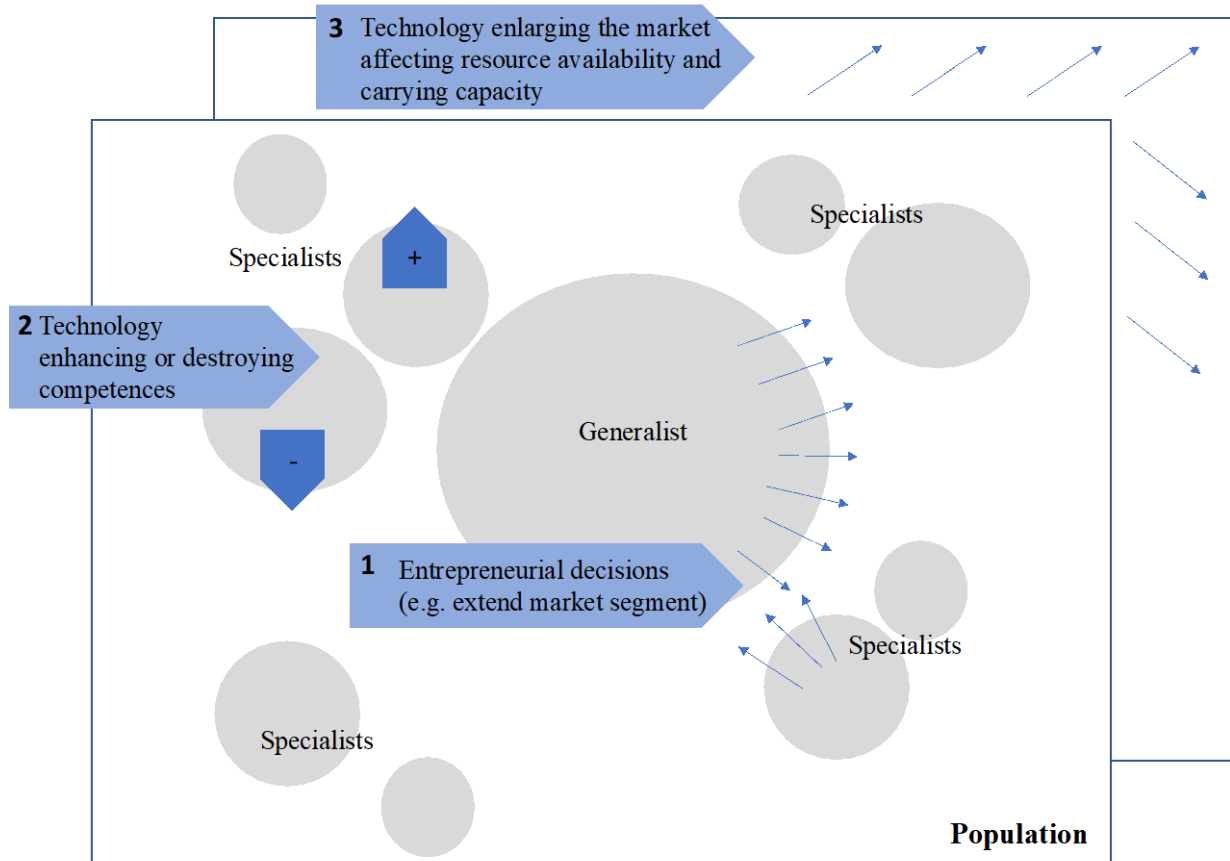 3 Technology enlarging the market
affecting resource availability and
carrying capacity
Specialists
Specialists
+
2 Technology
enhancing or destroying
competences
-
Generalist
1 Entrepreneurial decisions
(e.g. extend market segment)
Specialists
Specialists
Population